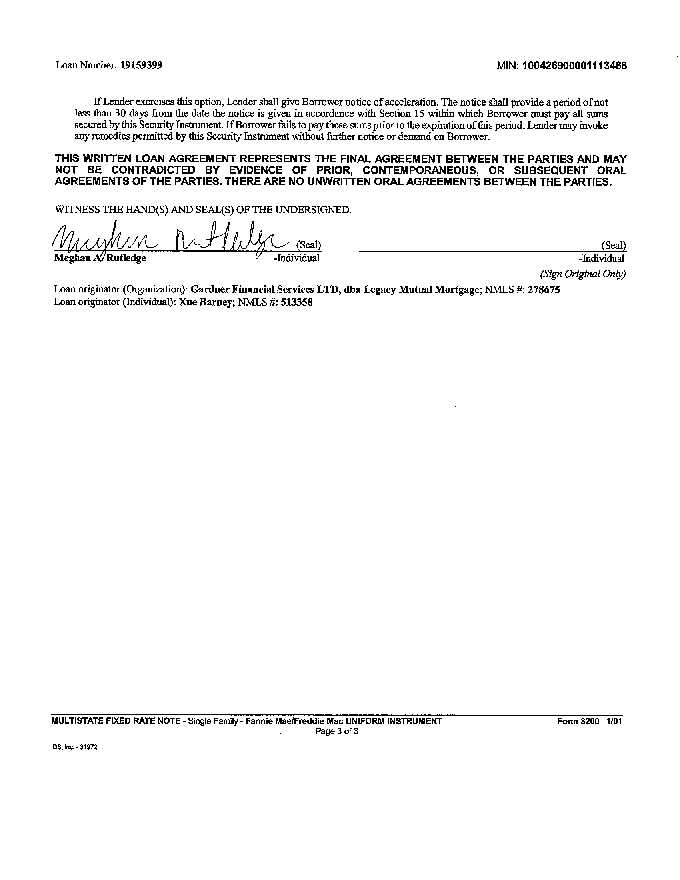 Loan Number: 19159399 MIN: 100426900001113468
If Lender exercises this option, Lender shall give Borrower notice of acceleration. The notice shall provide a period of not
less than 30 days from the date the notice is given in accordance with Section 15 within which Borrower must pay all sums
secured by this Security Instrument. If Borrower fails to pay these sums prior to the expiration of this period, Lender may invoke
any remedies permitted by this Security Instrument without further notice or demand on Borrower.
THIS WRITTEN LOAN AGREEMENT REPRESENTS THE FINAL AGREEMENT BETWEEN THE PARTIES AND MAY
NOT BE CONTRADICTED BY EVIDENCE OF PRIOR, CONTEMPORANEOUS, OR SUBSEQUENT ORAL
AGREEMENTS OF THE PARTIES. THERE ARE NO UNWRITTEN ORAL AGREEMENTS BETWEEN THE PARTIES.
WITNESS THE HAND(S) AND SEAL(S) OF THE UNDERSIGNED.
Meghan Rutledge (Seal) (Seal)
Meghan A. Rutledge -Individual -Individual
(Sign Original Only)
Loan originator (Organization): Gardner Financial Services LTD, dba Legacy Mutual Mortgage; NMLS #: 278675
Loan originator (Individual): Xue Barney; NMLS #: 513358
MULTISTATE FIXED RATE NOTE - Single Family - Fannie Mae/Freddie Mac UNIFORM INSTRUMENT Form 3200 1/01
Page 3 of 3